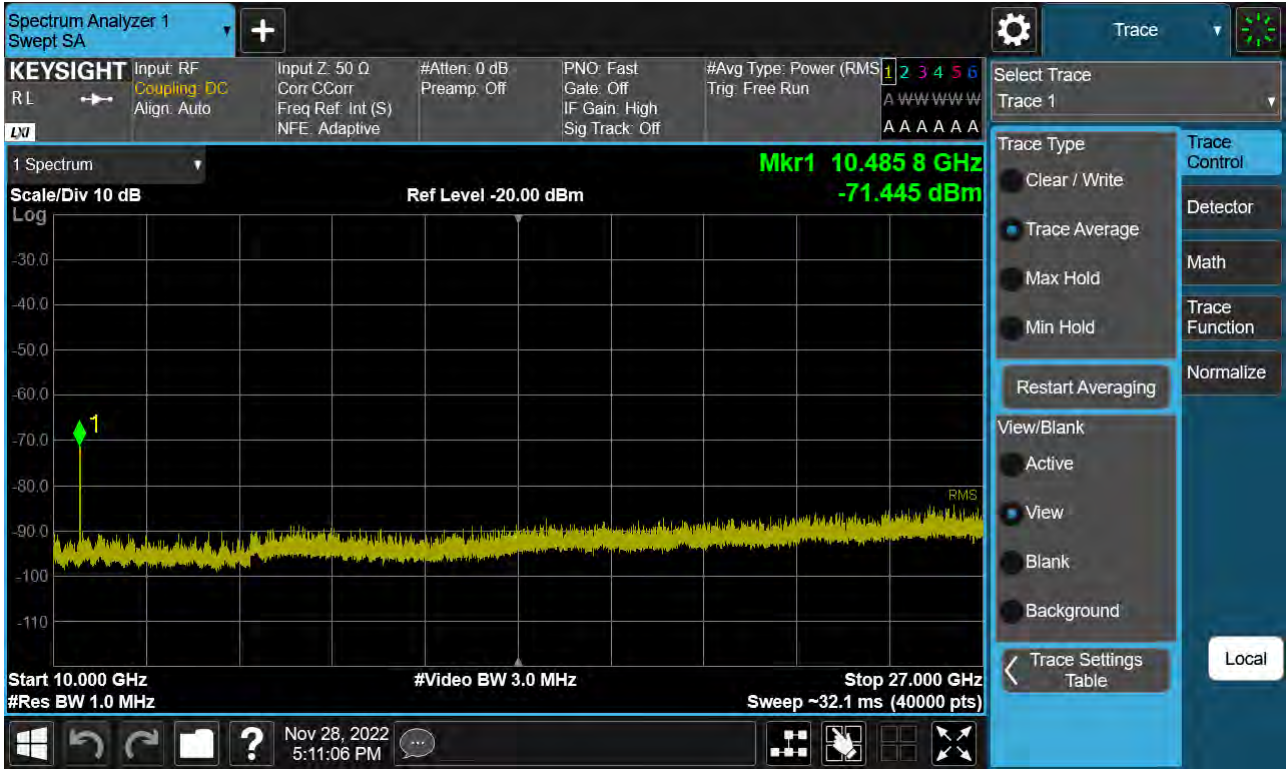 Spectrum Analyzer 1
Swept SA
+
Trace
KEYSIGHT
RL
LXI
Input: RF
Coupling: DC
Align: Auto
Input Z: 50 Ω
Corr CCorr
Freq Ref: Int (S)
NFE: Adaptive
#Atten: 0 dB
Preamp: Off
PNO: Fast
Gate: Off
IF Gain: High
Sig Track: Off
#Avg Type: Power (RMS
Trig: Free Run
1 2 3 4 5 6
A W W W W W
A A A A A A
Select Trace
Trace 1
1 Spectrum
Scale/Div 10 dB
Ref Level -20.00 dBm
Mkr1 10.485 8 GHz
-71.445 dBm
Log
-30.0
-40.0
-50.0
-60.0
-70.0
-80.0
-90.0
-100
-110
1
RMS
Start 10.000 GHz
#Res BW 1.0 MHz
#Video BW 3.0 MHz
Stop 27.000 GHz
Sweep ~32.1 ms (40000 pts)
Trace Type
Clear / Write
Trace Average
Max Hold
Min Hold
Restart Averaging
View/Blank
Active
View
Blank
Background
Trace Settings
Table
Trace
Control
Detector
Math
Trace
Function
Normalize
Local
?
Nov 28, 2022
5:11:06 PM